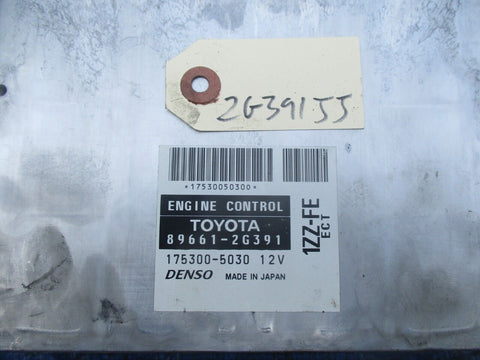 2G391JJ
*17530050300*
ENGINE CONTROL
TOYOTA
89661-2G391
175300-5030 12V
DENSO MADE IN JAPAN
1ZZ-FE
ECT